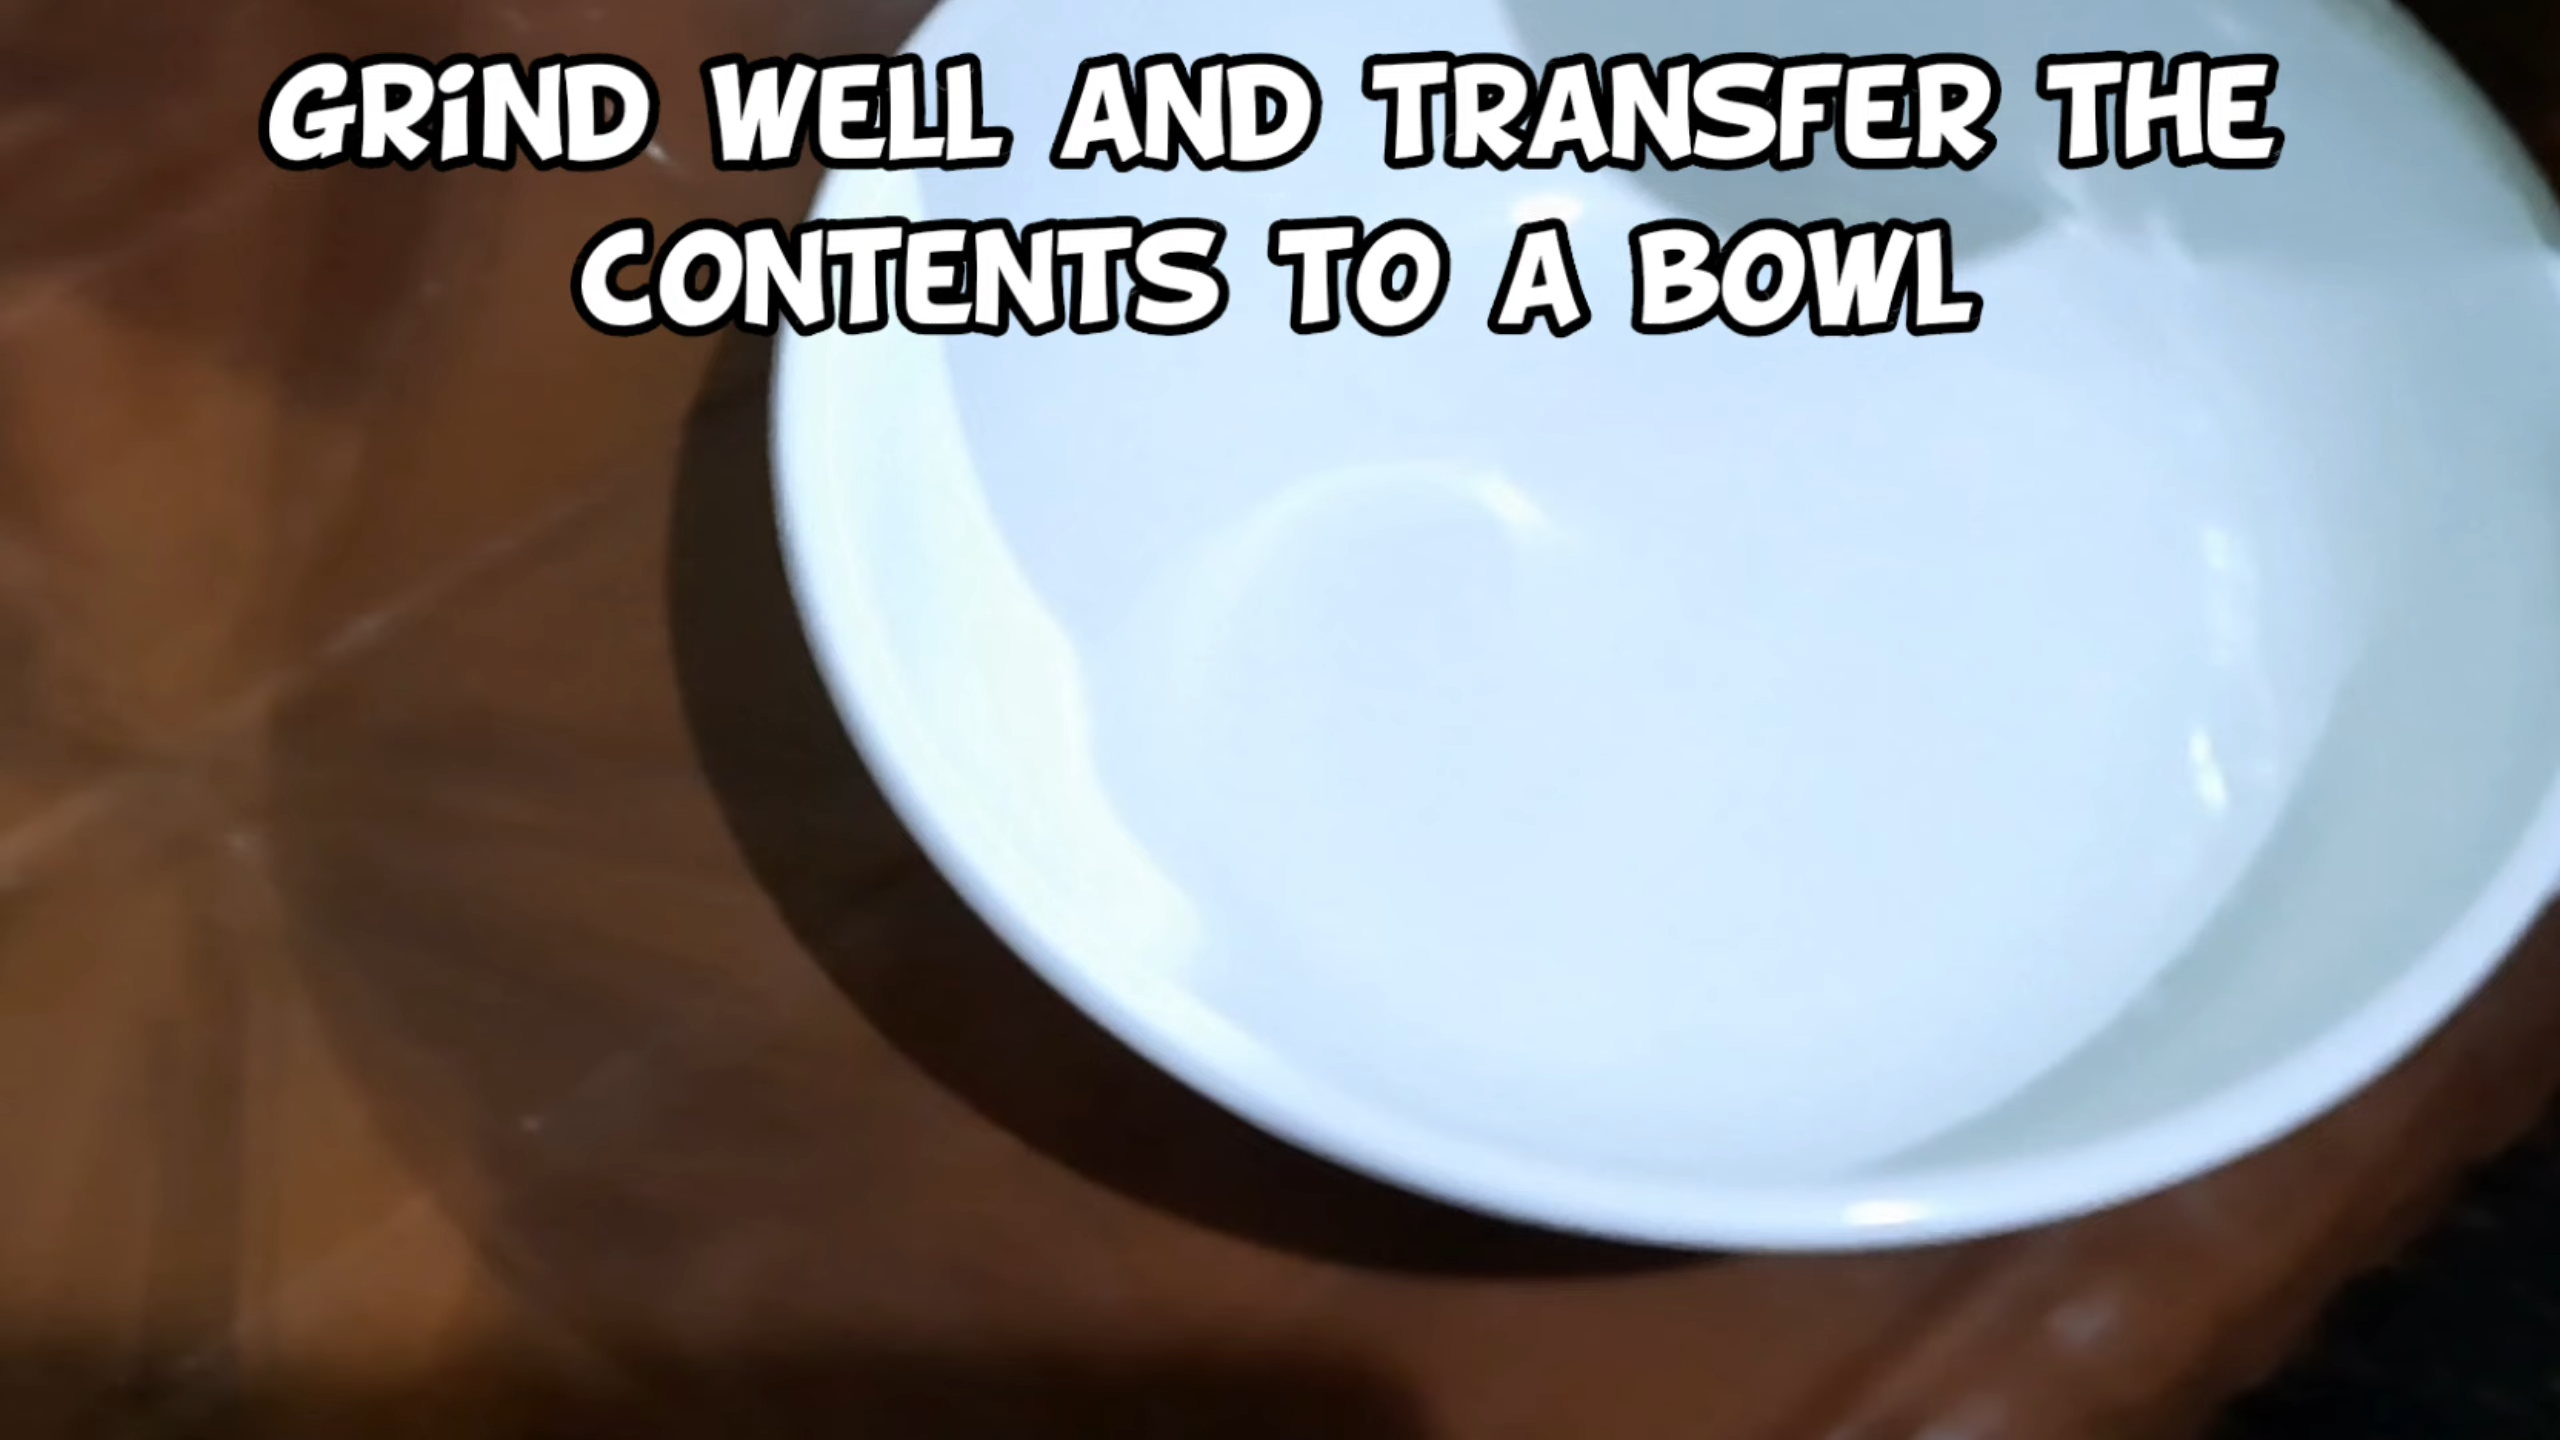 GRIND WELL AND TRANSFER THE
CONTENTS TO A BOWL